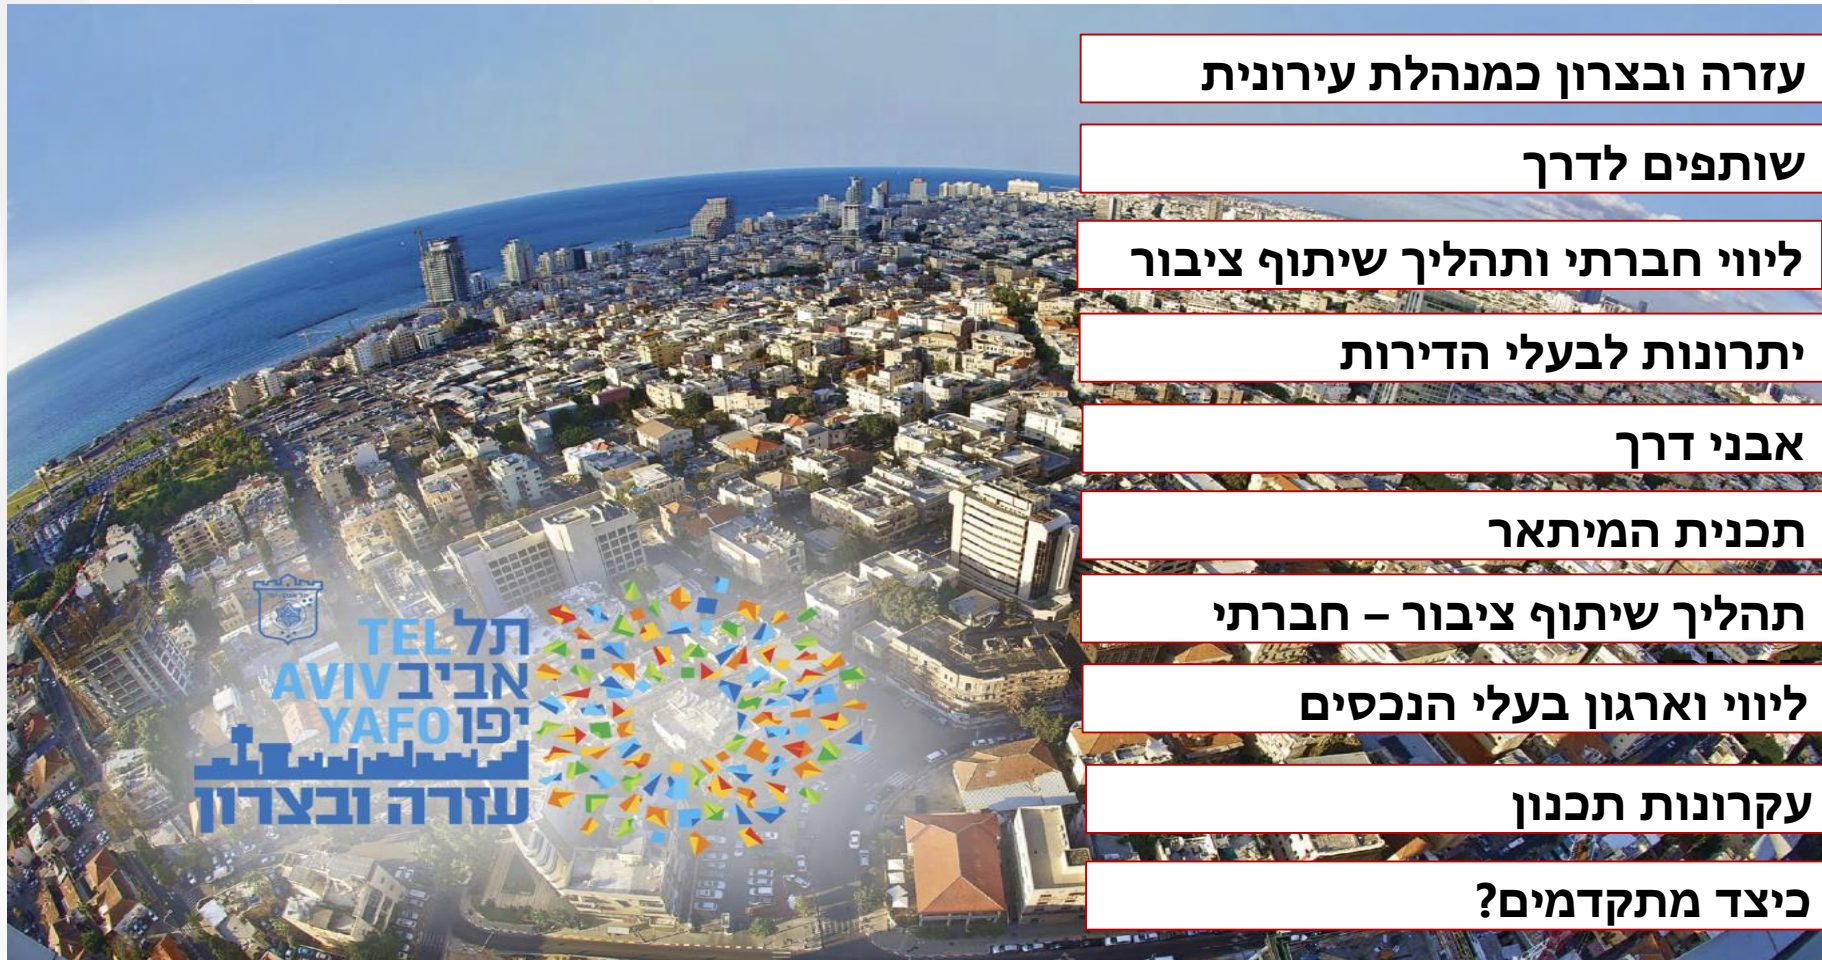 עזרה ובצרון כמנהלת עירונית
שותפים לדרך
ליווי חברתי ותהליך שיתוף ציבור
יתרונות לבעלי הדירות
אבני דרך
תכנית המיתאר
תהליך שיתוף ציבור – חברתי
ליווי וארגון בעלי הנכסים
עקרונות תכנון
כיצד מתקדמים?
תל TEL
אביב AVIV
יפו YAFO
עזרה ובצרון